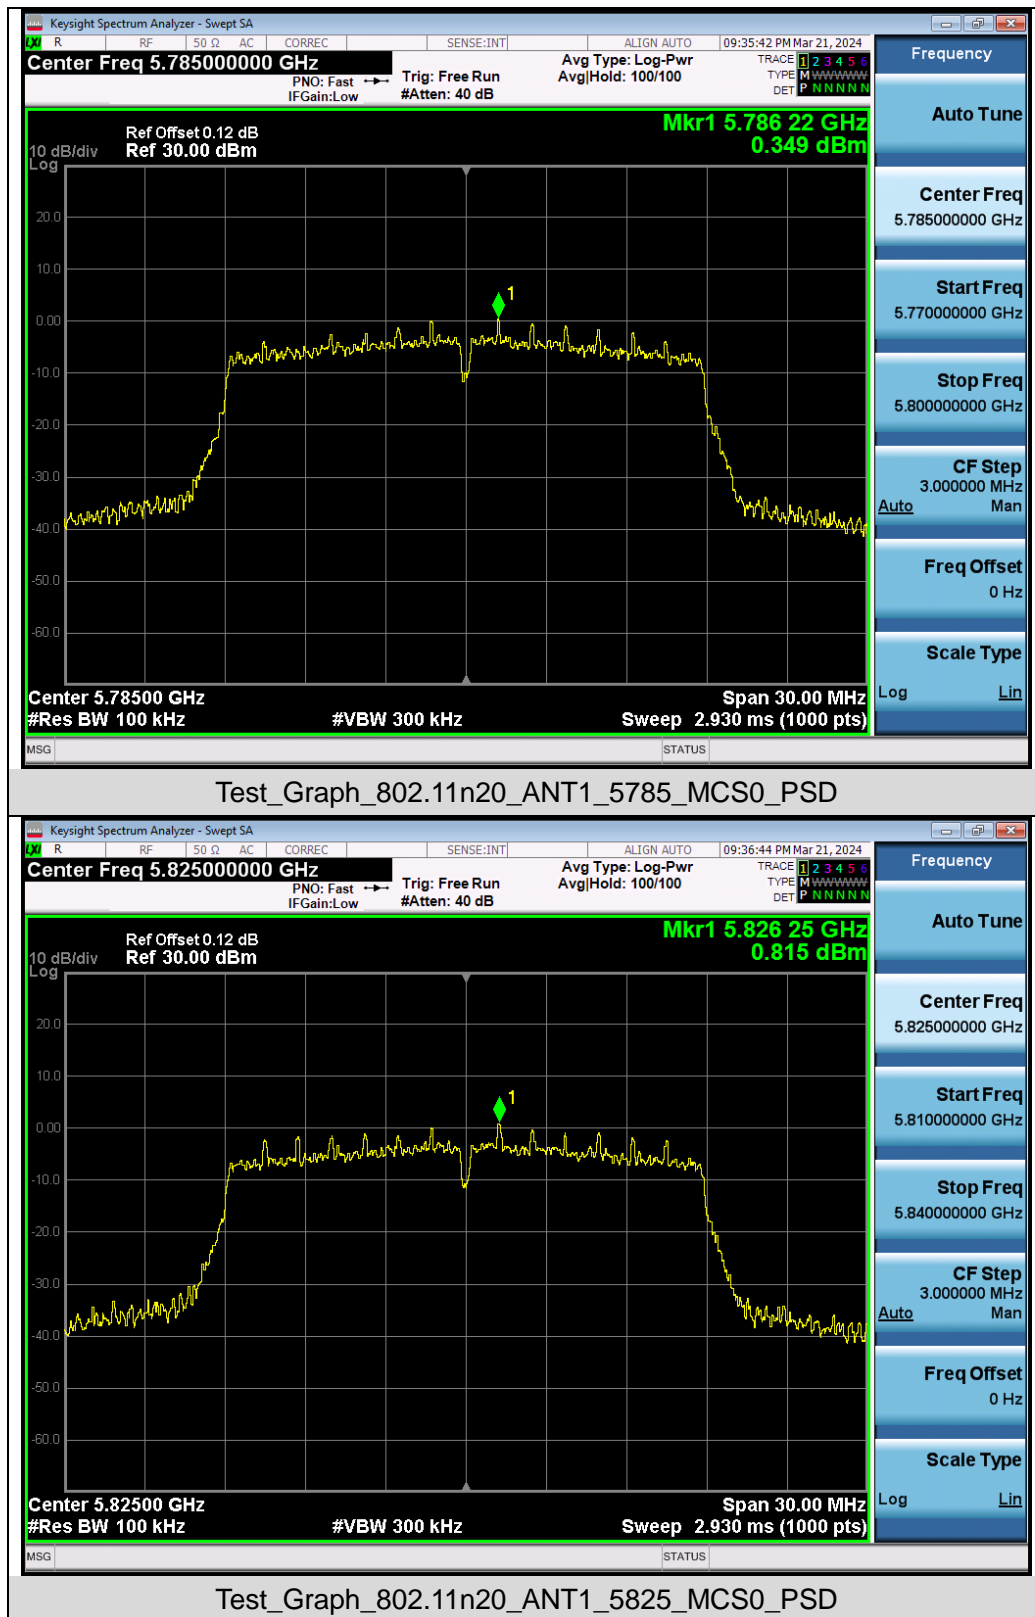 Keysight Spectrum Analyzer - Swept SA
LXI R RF 50 Ω AC CORREC SENSE:INT ALIGN AUTO 09:35:42 PM Mar 21, 2024
Center Freq 5.785000000 GHz
PNO: Fast
IFGain:Low
Trig: Free Run
#Atten: 40 dB
Avg Type: Log-Pwr
Avg|Hold: 100/100
TRACE 1 2 3 4 5 6
TYPE M WWWWW
DET P N N N N N
Mkr1 5.786 22 GHz
0.349 dBm
Ref Offset 0.12 dB
10 dB/div Ref 30.00 dBm
Log
20.0
10.0
1
0.00
-10.0
-20.0
-30.0
-40.0
-50.0
-60.0
Center 5.78500 GHz Span 30.00 MHz
#Res BW 100 kHz #VBW 300 kHz Sweep 2.930 ms (1000 pts)
MSG STATUS
Frequency
Auto Tune
Center Freq
5.785000000 GHz
Start Freq
5.770000000 GHz
Stop Freq
5.800000000 GHz
CF Step
3.000000 MHz
Auto Man
Freq Offset
0 Hz
Scale Type
Log Lin
Test_Graph_802.11n20_ANT1_5785_MCS0_PSD
Keysight Spectrum Analyzer - Swept SA
LXI R RF 50 Ω AC CORREC SENSE:INT ALIGN AUTO 09:36:44 PM Mar 21, 2024
Center Freq 5.825000000 GHz
PNO: Fast
IFGain:Low
Trig: Free Run
#Atten: 40 dB
Avg Type: Log-Pwr
Avg|Hold: 100/100
TRACE 1 2 3 4 5 6
TYPE M WWWWW
DET P N N N N N
Mkr1 5.826 25 GHz
0.815 dBm
Ref Offset 0.12 dB
10 dB/div Ref 30.00 dBm
Log
20.0
10.0
1
0.00
-10.0
-20.0
-30.0
-40.0
-50.0
-60.0
Center 5.82500 GHz Span 30.00 MHz
#Res BW 100 kHz #VBW 300 kHz Sweep 2.930 ms (1000 pts)
MSG STATUS
Frequency
Auto Tune
Center Freq
5.825000000 GHz
Start Freq
5.810000000 GHz
Stop Freq
5.840000000 GHz
CF Step
3.000000 MHz
Auto Man
Freq Offset
0 Hz
Scale Type
Log Lin
Test_Graph_802.11n20_ANT1_5825_MCS0_PSD